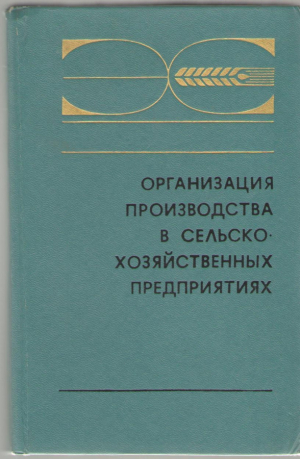 ОРГАНИЗАЦИЯ
ПРОИЗВОДСТВА
В СЕЛЬСКО-
ХОЗЯЙСТВЕННЫХ
ПРЕДПРИЯТИЯХ